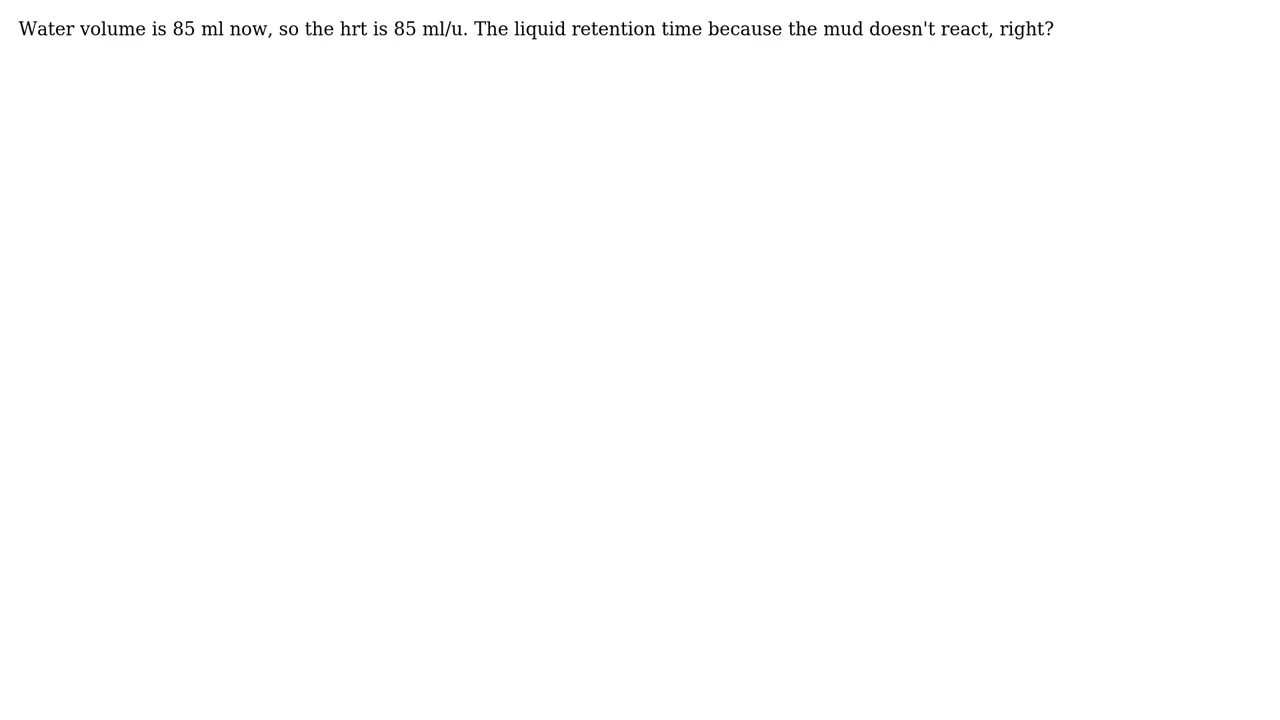 Water volume is 85 ml now, so the hrt is 85 ml/u. The liquid retention time because the mud doesn't react, right?